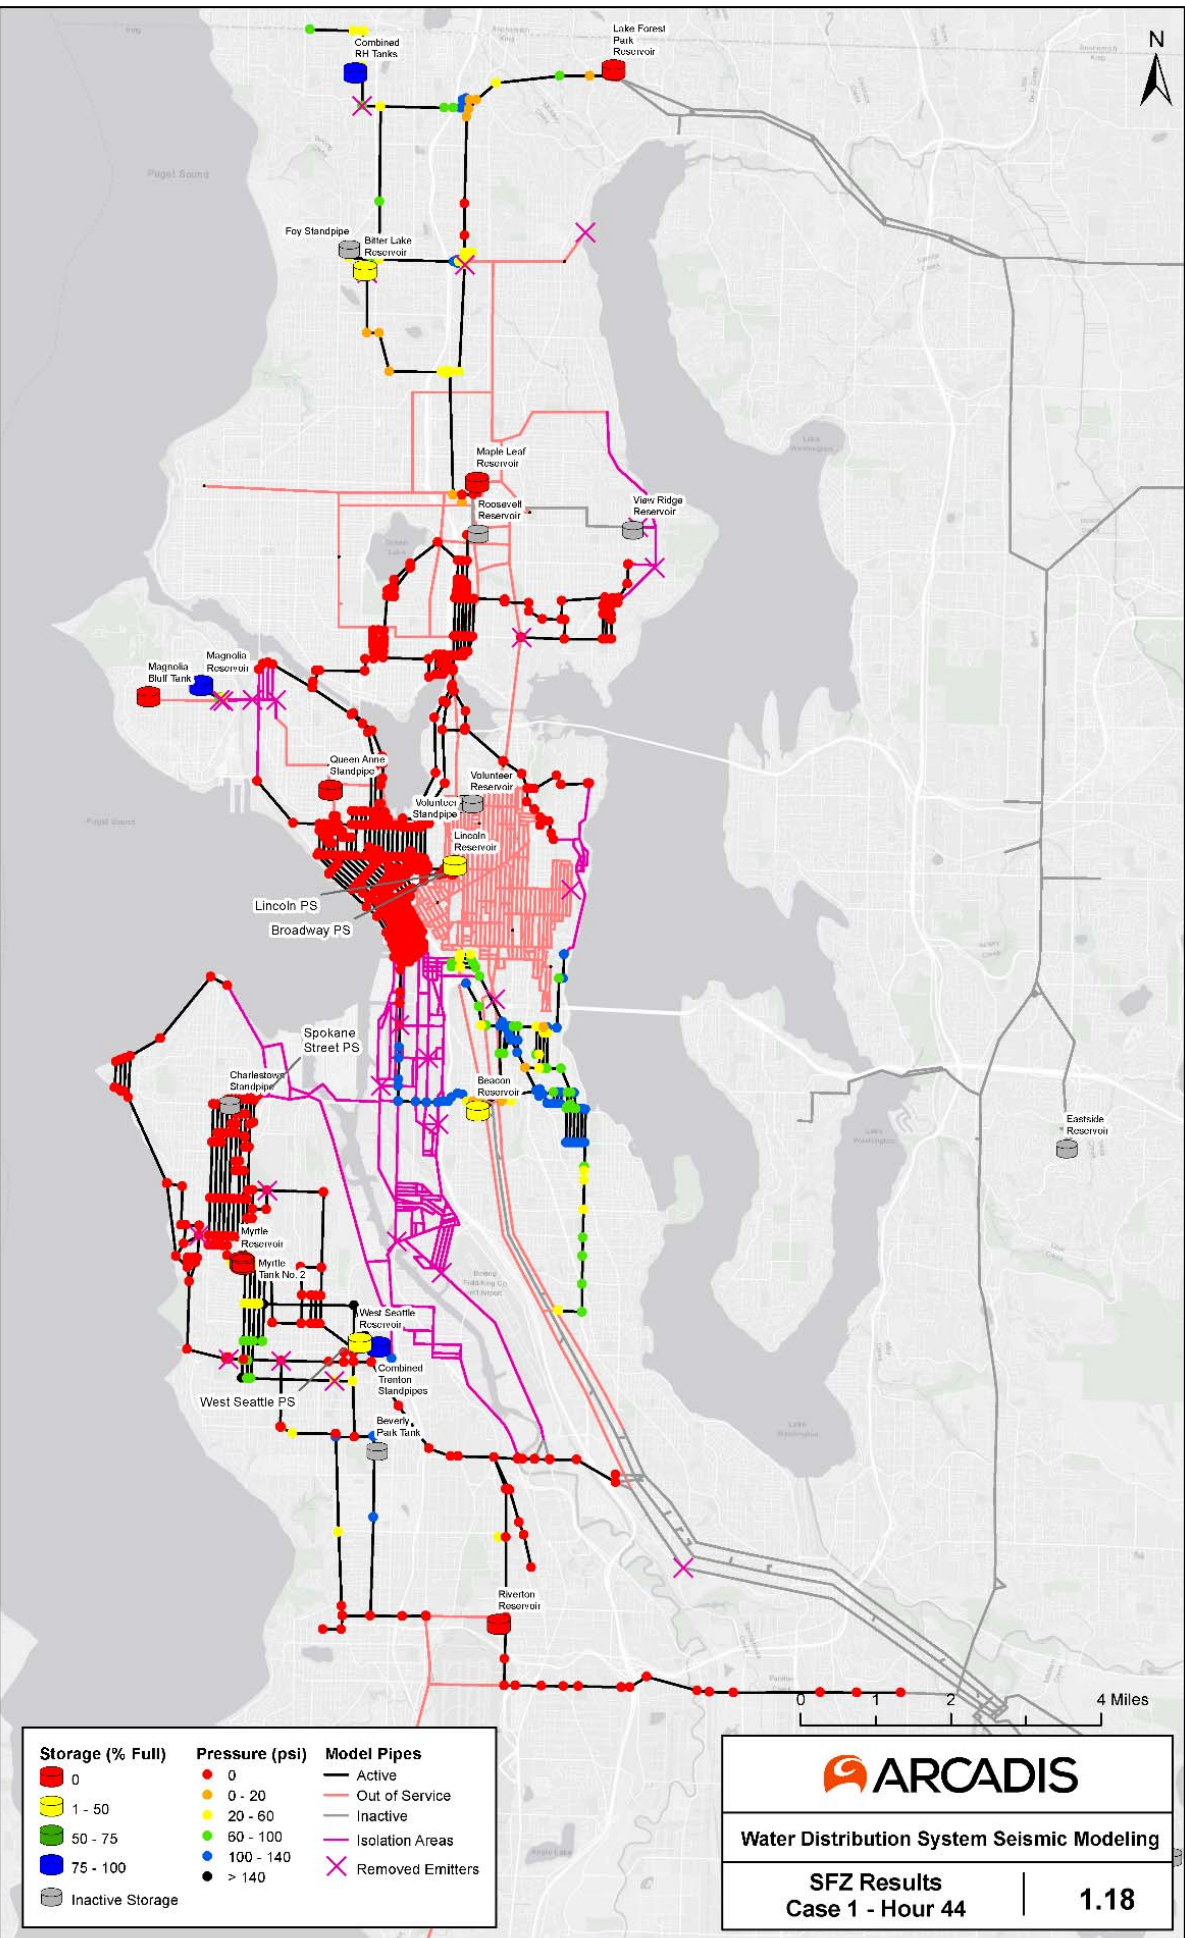 Lake Forest
Park
Reservoir
Combined
RH Tanks
N
Puget Sound
Foy Standpipe
Bitter Lake
Reservoir
Maple Leaf
Reservoir
Roosevelt
Reservoir
View Ridge
Reservoir
Magnolia
Reservoir
Magnolia
Bluff Tank
Queen Anne
Standpipe
Volunteer
Reservoir
Volunteer
Standpipe
Lincoln
Reservoir
Puget Sound
Lincoln PS
Broadway PS
Spokane
Street PS
Charlestown
Standpipe
Beacon
Reservoir
Eastside
Reservoir
Myrtle
Reservoir
Myrtle
Tank No. 2
West Seattle
Reservoir
Combined
Trenton
Standpipes
West Seattle PS
Beverly
Park Tank
Riverton
Reservoir
0 1 2 4 Miles
Storage (% Full)
0
1 - 50
50 - 75
75 - 100
Inactive Storage
Pressure (psi)
0
0 - 20
20 - 60
60 - 100
100 - 140
> 140
Model Pipes
Active
Out of Service
Inactive
Isolation Areas
Removed Emitters
ARCADIS
Water Distribution System Seismic Modeling
SFZ Results
Case 1 - Hour 44
1.18